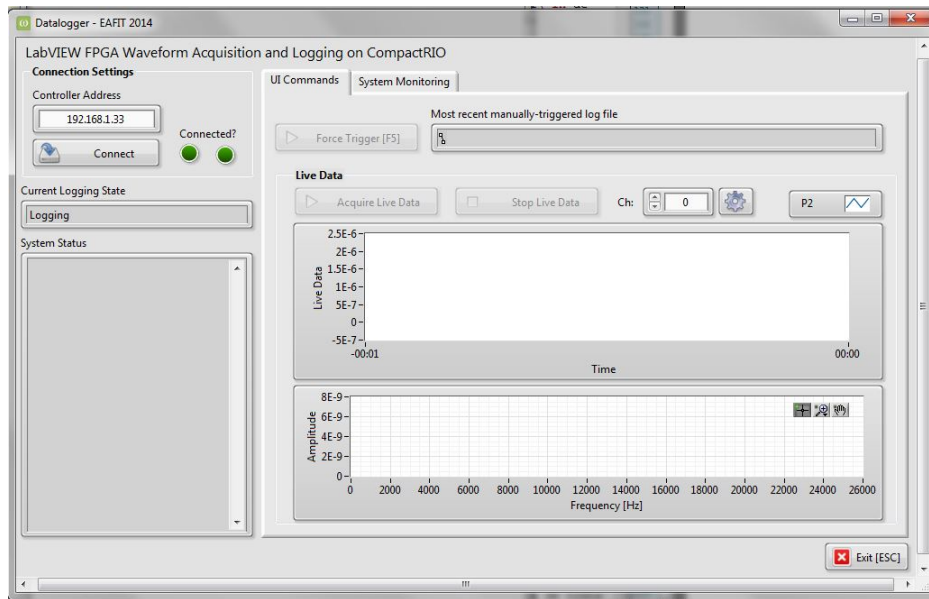 Datalogger - EAFIT 2014
LabVIEW FPGA Waveform Acquisition and Logging on CompactRIO
Connection Settings
Controller Address
192.168.1.33
Connected?
Connect
Current Logging State
Logging
System Status
UI Commands
System Monitoring
Most recent manually-triggered log file
Force Trigger [F5]
Live Data
Acquire Live Data
Stop Live Data
Ch:
0
P2
2.5E-6
2E-6
1.5E-6
1E-6
5E-7
0
-5E-7
Live Data
-00:01
00:00
Time
8E-9
6E-9
4E-9
2E-9
0
Amplitude
0 2000 4000 6000 8000 10000 12000 14000 16000 18000 20000 22000 24000 26000
Frequency [Hz]
Exit [ESC]